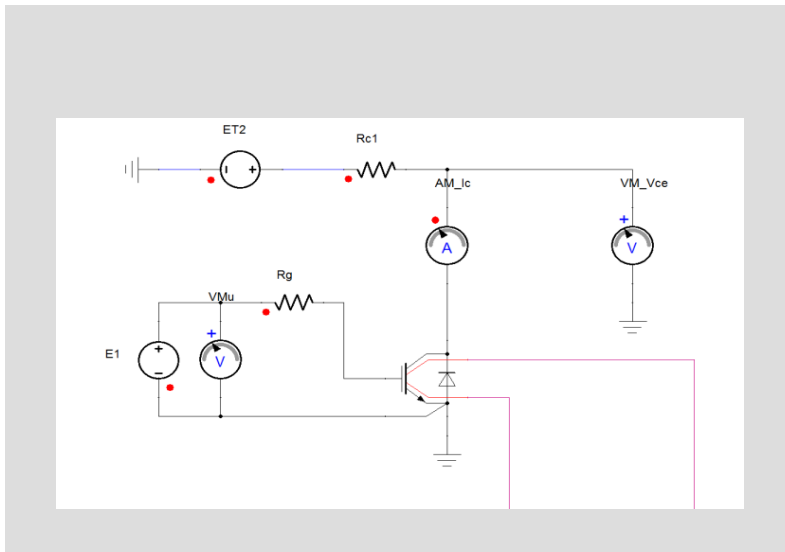 ET2
Rc1
AM_Ic
VM_Vce
A
V
Rg
VMu
E1
V